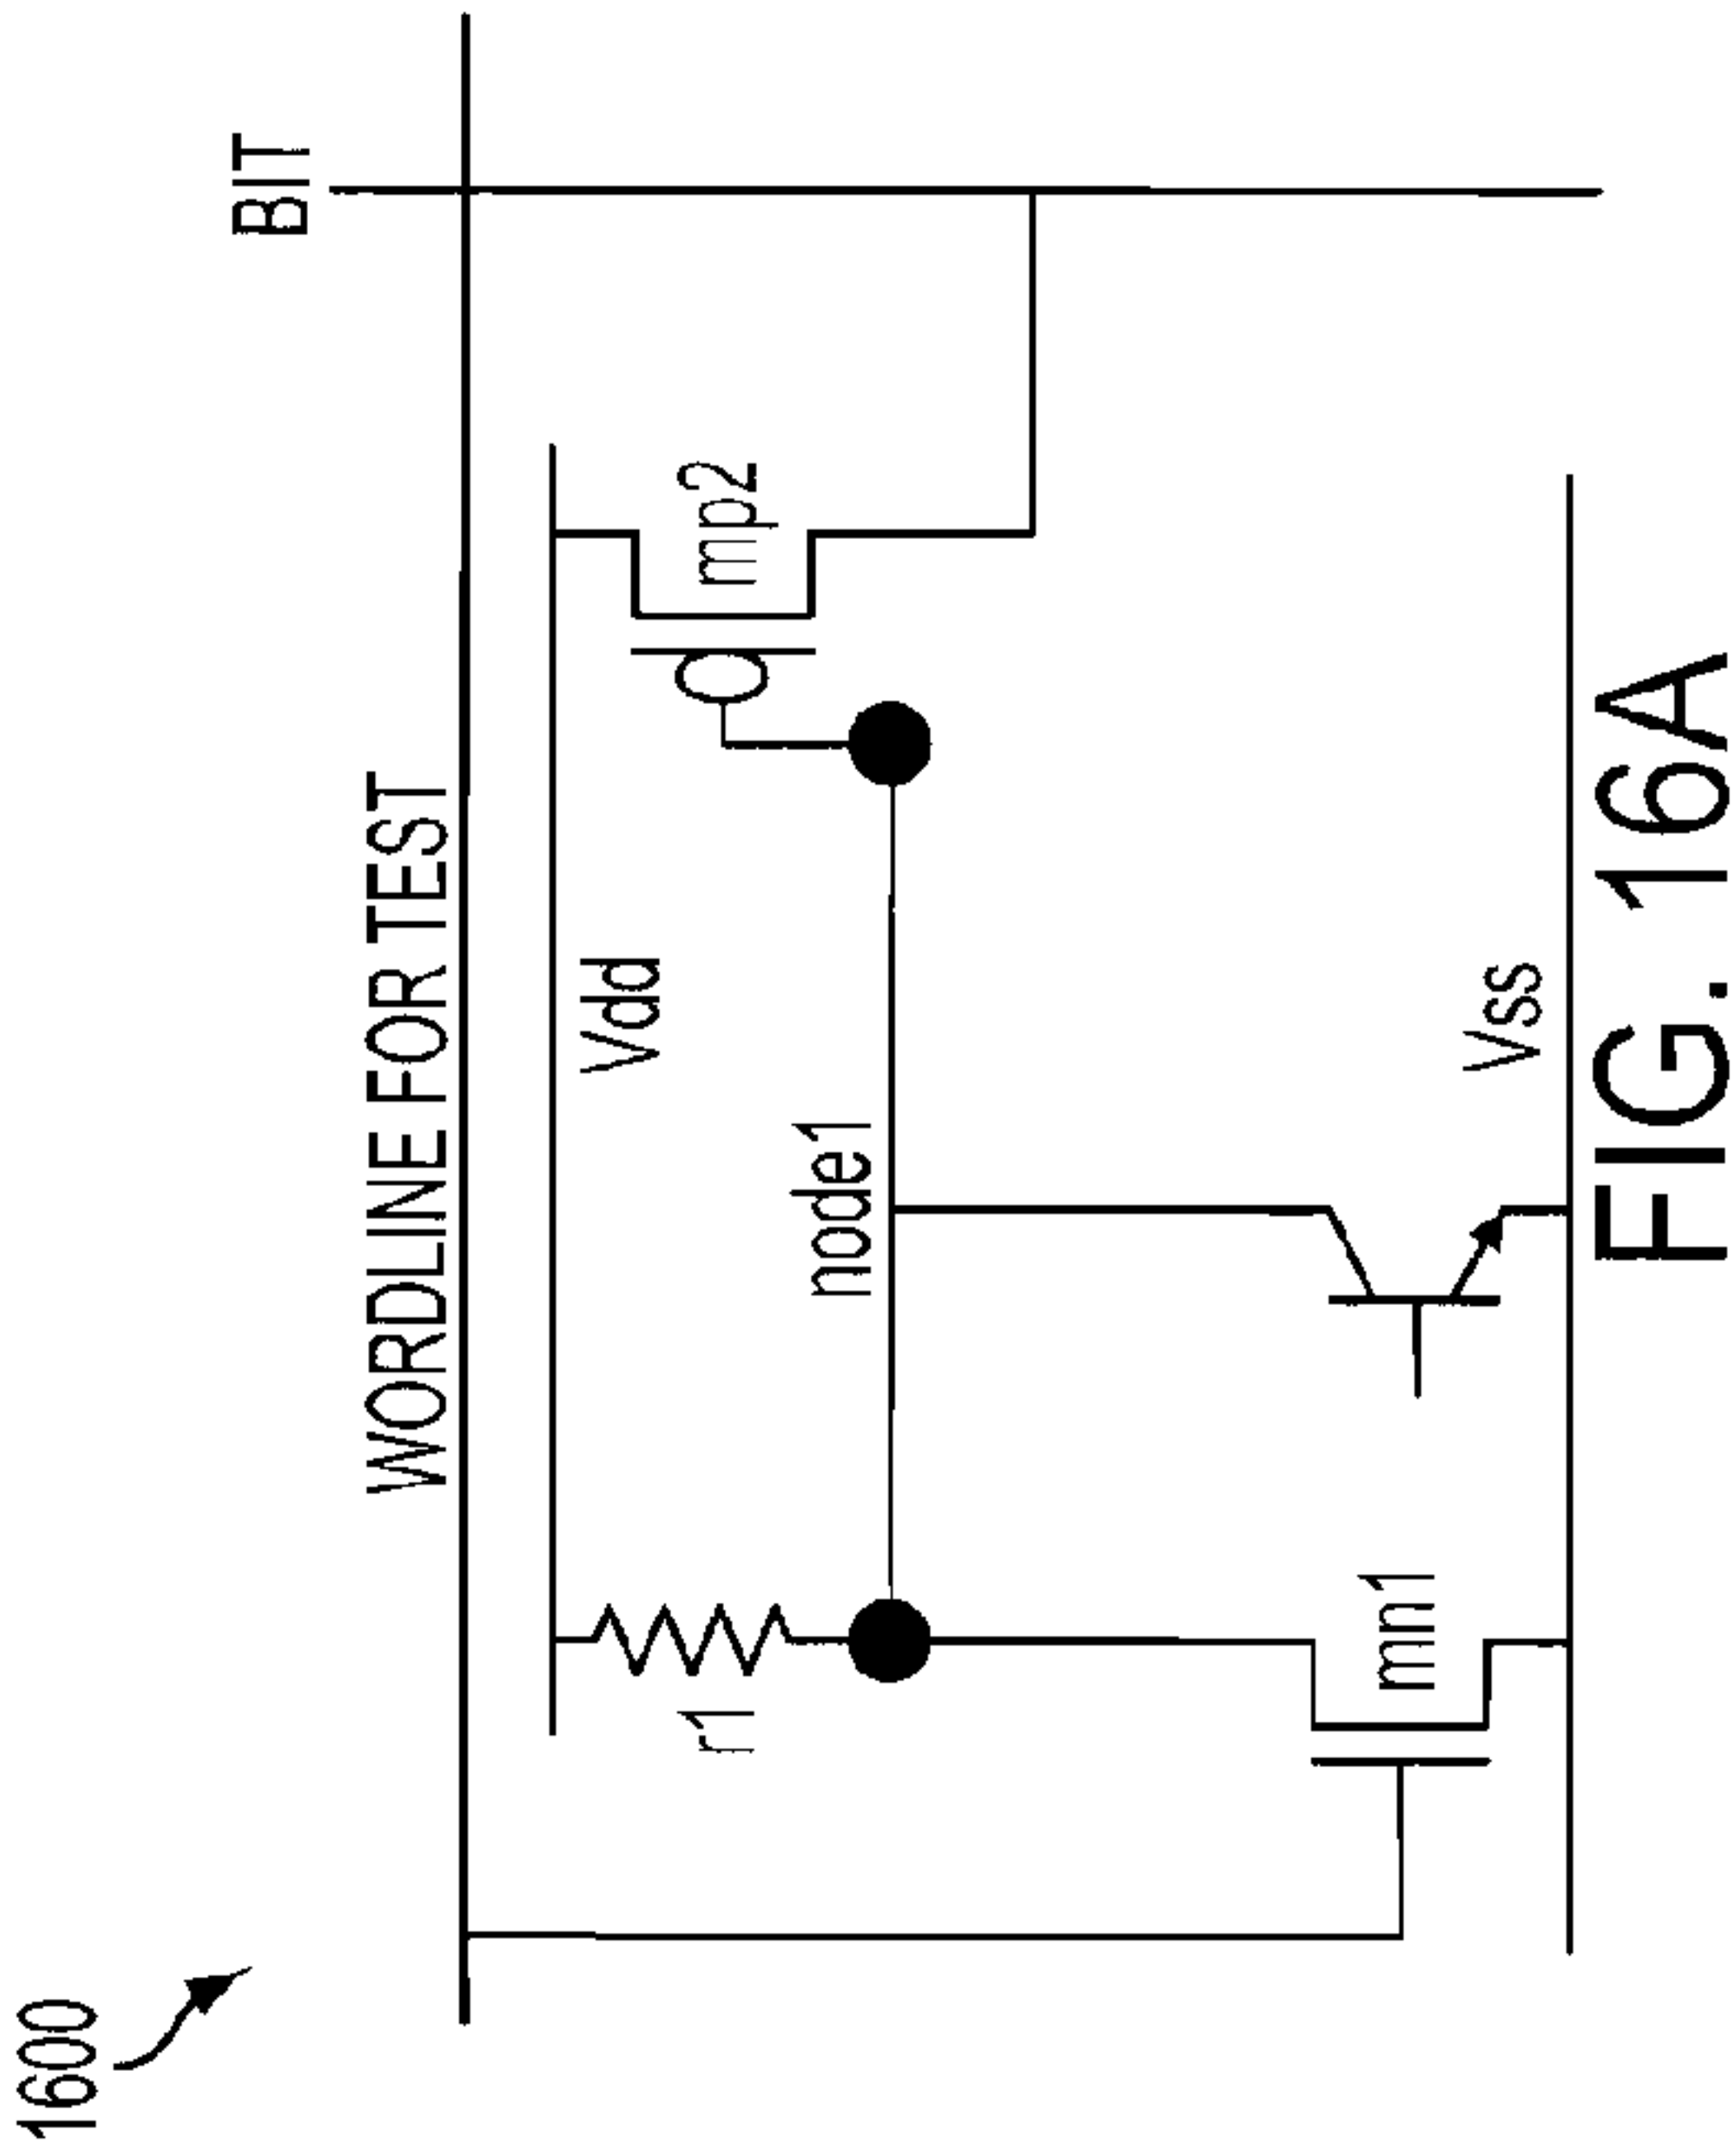 1600
BIT
WORDLINE FOR TEST
Vdd
r1
mp2
node1
mn1
Vss
FIG. 16A